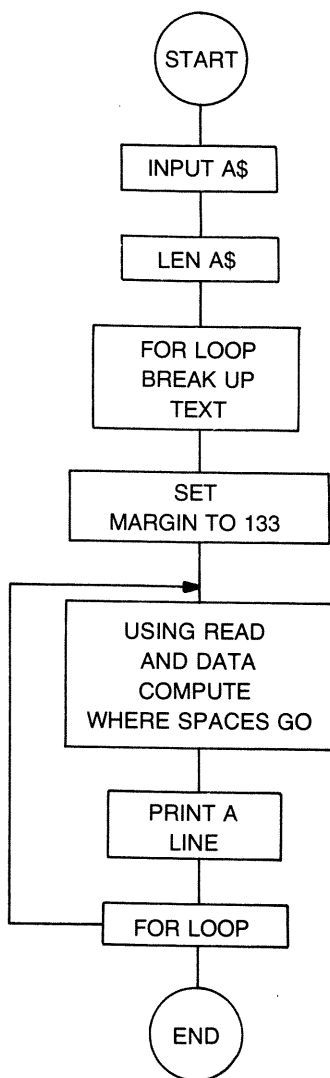 START
INPUT A$
LEN A$
FOR LOOP
BREAK UP
TEXT
SET
MARGIN TO 133
USING READ
AND DATA
COMPUTE
WHERE SPACES GO
PRINT A
LINE
FOR LOOP
END